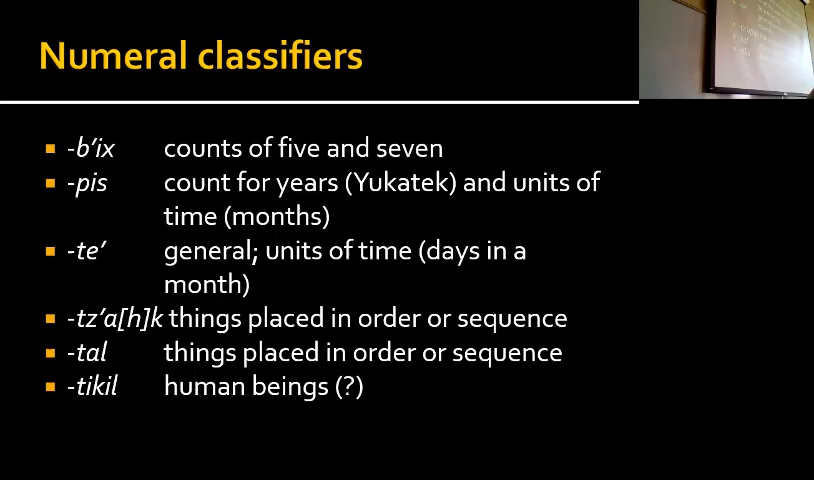 Numeral classifiers
-b’ix counts of five and seven
-pis count for years (Yukatek) and units of
time (months)
-te’ general; units of time (days in a
month)
-tz’a[h]k things placed in order or sequence
-tal things placed in order or sequence
-tikil human beings (?)